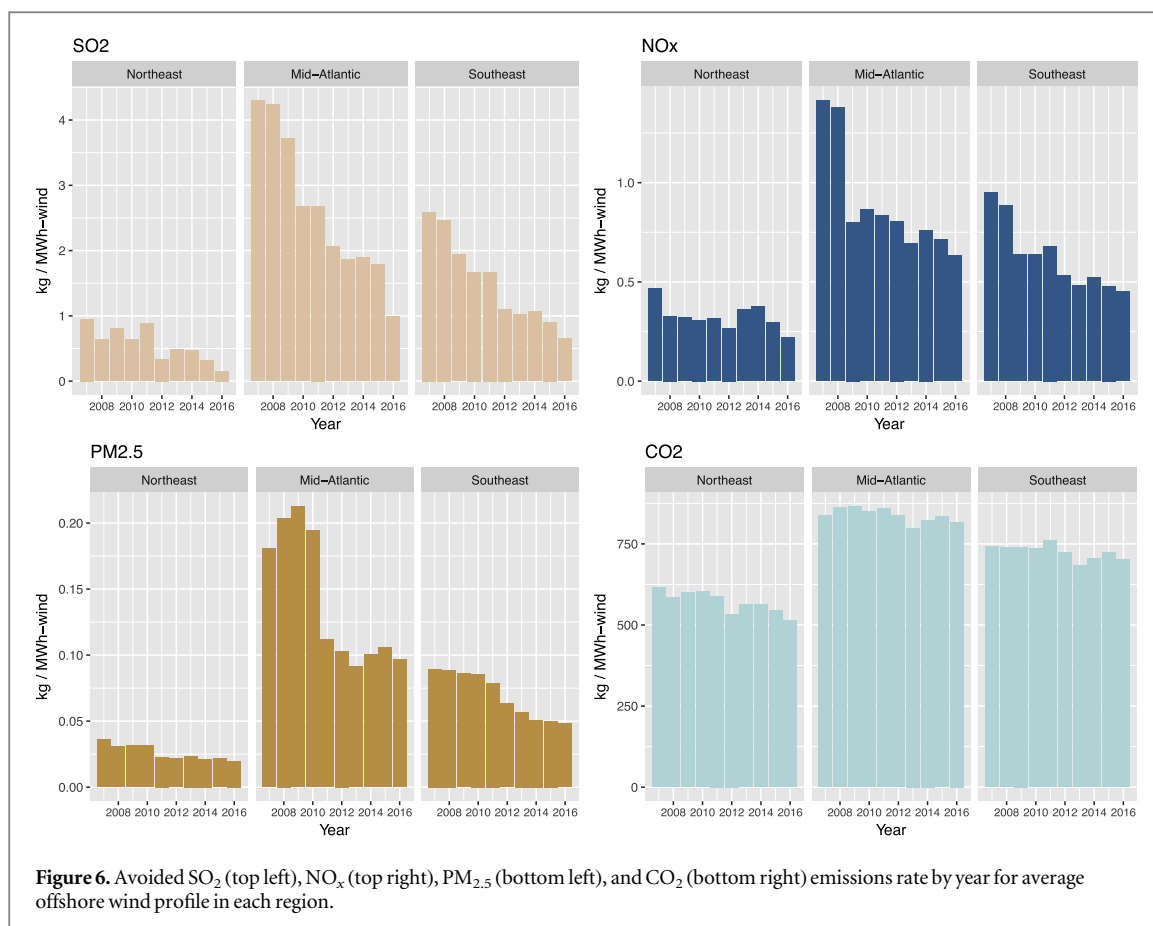 SO2
Northeast
Mid-Atlantic
Southeast
kg / MWh-wind
4
3
2
1
0
2008 2010 2012 2014 2016
2008 2010 2012 2014 2016
2008 2010 2012 2014 2016
Year
NOx
Northeast
Mid-Atlantic
Southeast
kg / MWh-wind
1.0
0.5
0.0
2008 2010 2012 2014 2016
2008 2010 2012 2014 2016
2008 2010 2012 2014 2016
Year
PM2.5
Northeast
Mid-Atlantic
Southeast
kg / MWh-wind
0.20
0.15
0.10
0.05
0.00
2008 2010 2012 2014 2016
2008 2010 2012 2014 2016
2008 2010 2012 2014 2016
Year
CO2
Northeast
Mid-Atlantic
Southeast
kg / MWh-wind
750
500
250
0
2008 2010 2012 2014 2016
2008 2010 2012 2014 2016
2008 2010 2012 2014 2016
Year
Figure 6. Avoided SO₂ (top left), NOₓ (top right), PM₂.₅ (bottom left), and CO₂ (bottom right) emissions rate by year for average
offshore wind profile in each region.